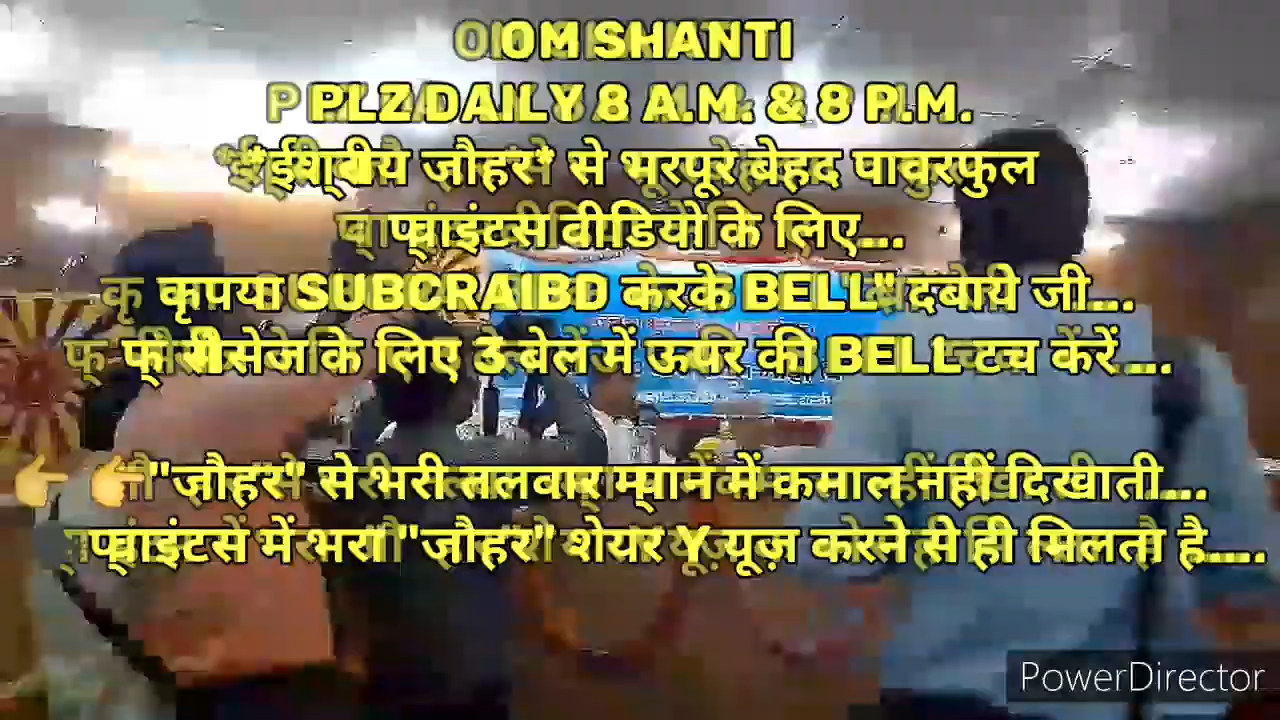 OM SHANTI
PLZ DAILY 8 A.M. & 8 P.M.
*ईश्वरीय जौहर* से भूरपूर बेहद पावरफुल
प्वाइंटस वीडियो के लिए...
कृपया SUBCRAIBD करके BELL" दबाये जी...
के लिए 3 बेल में ऊपर की BELL टच करें...
👉 "जौहर" से भरी तलवार म्यान में कमाल नहीं दिखाती...
प्वाइंटसें में भरा "जौहर" शेयर Y यूज़ करने से ही मिलता है....
PowerDirector